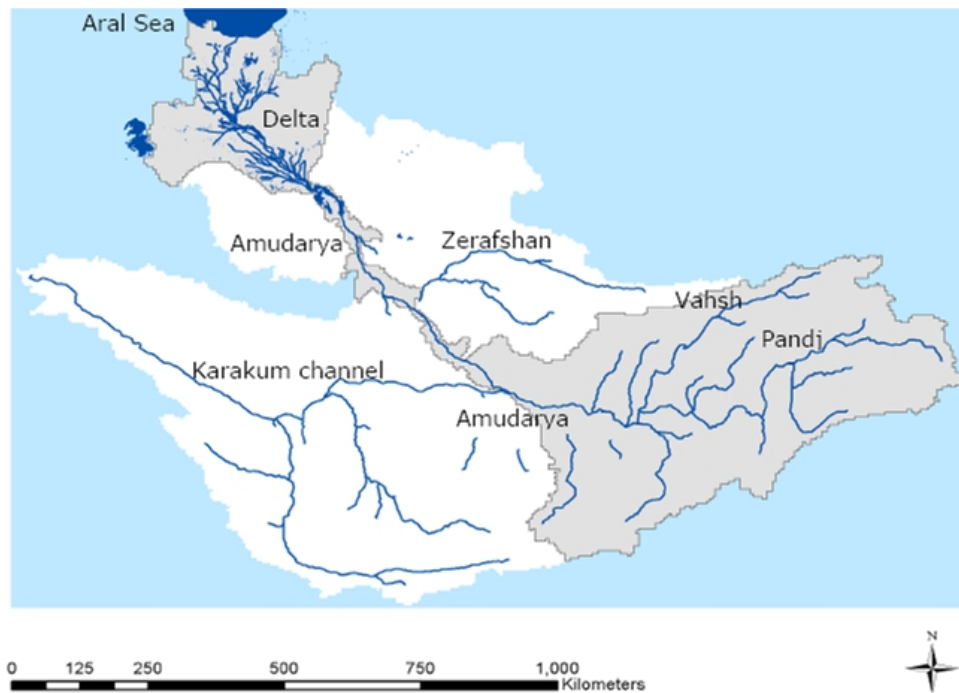 Aral Sea
Delta
Amudarya
Zerafshan
Vahsh
Pandj
Karakum channel
Amudarya
N
0 125 250 500 750 1,000
Kilometers